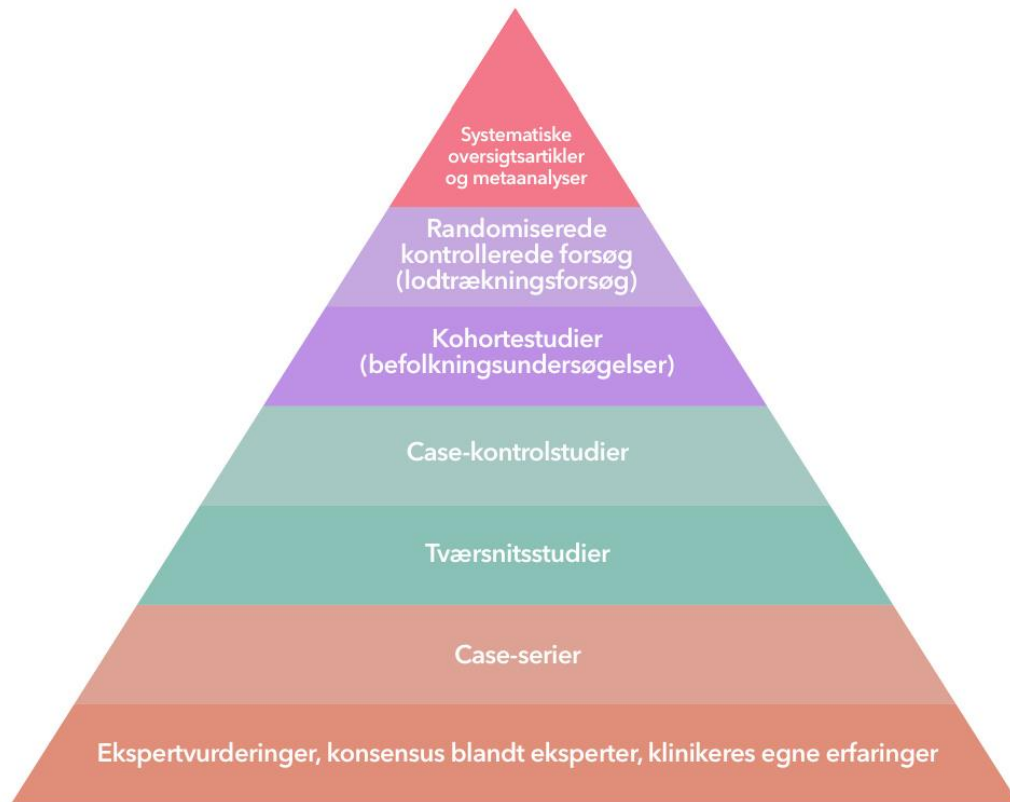 Systematiske
oversigtsartikler
og metaanalyser
Randomiserede
kontrollerede forsøg
(lodtrækningsforsøg)
Kohortestudier
(befolkningsundersøgelser)
Case-kontrolstudier
Tværsnitsstudier
Case-serier
Ekspertvurderinger, konsensus blandt eksperter, klinikeres egne erfaringer